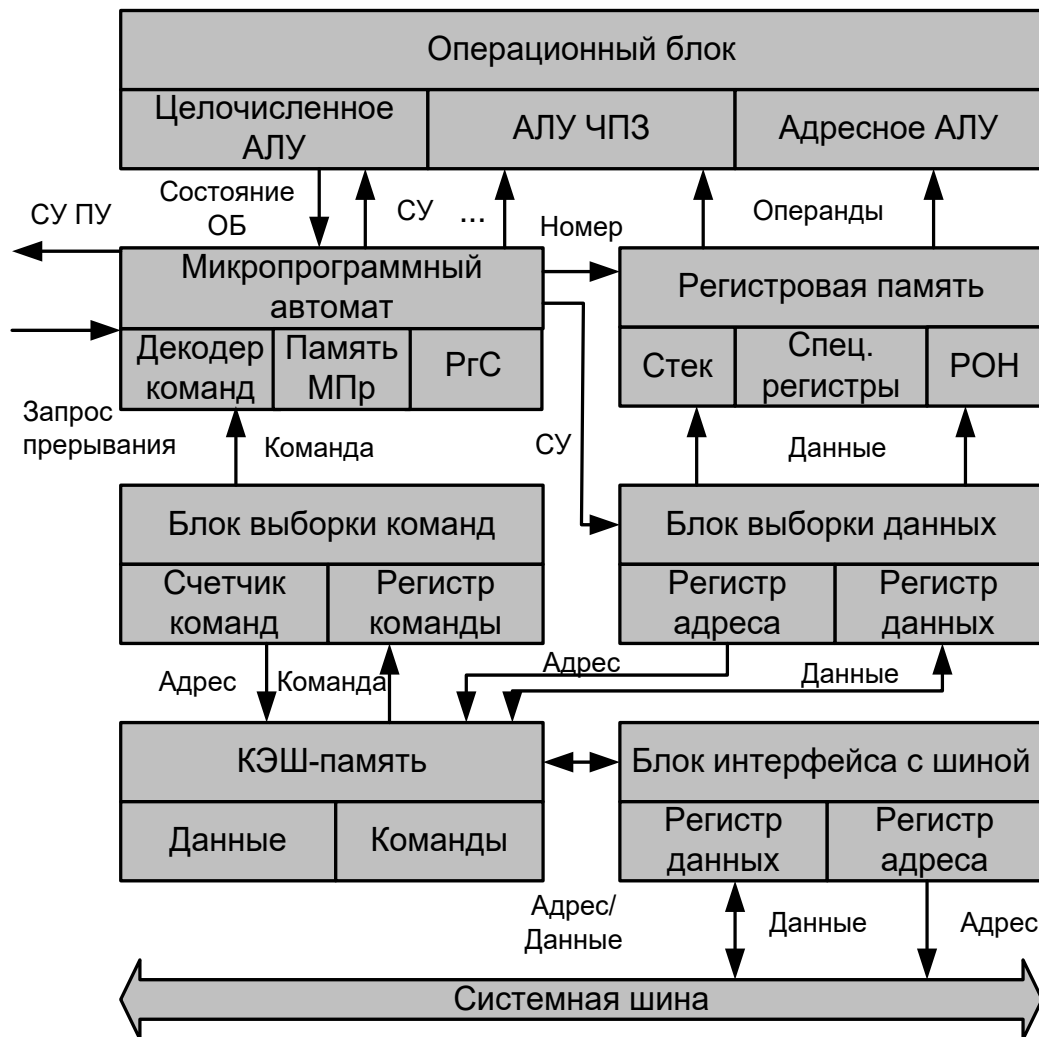 Операционный блок
Целочисленное
АЛУ
АЛУ ЧПЗ
Адресное АЛУ
Состояние
ОБ
СУ
...
Операнды
СУ ПУ
Номер
Микропрограммный
автомат
Регистровая память
Декодер
команд
Память
МПр
РгС
Стек
Спец.
регистры
РОН
Запрос
прерывания
Команда
СУ
Данные
Блок выборки команд
Блок выборки данных
Счетчик
команд
Регистр
команды
Регистр
адреса
Регистр
данных
Адрес
Команда
Адрес
Данные
КЭШ-память
Блок интерфейса с шиной
Данные
Команды
Регистр
данных
Регистр
адреса
Адрес/
Данные
Данные
Адрес
Системная шина